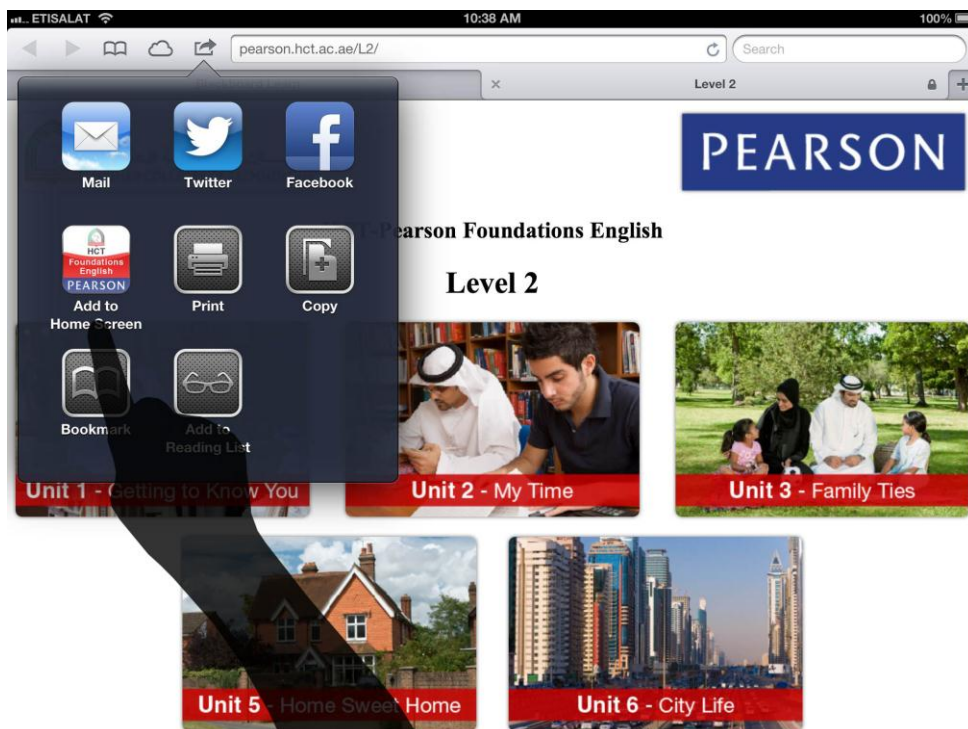 ETISALAT
10:38 AM
100%
pearson.hct.ac.ae/L2/
Search
Level 2
Mail
Twitter
Facebook
PEARSON
-Pearson Foundations English
Level 2
HCT
Foundations
English
PEARSON
Add to
Home Screen
Print
Copy
Bookmark
Add to
Reading List
Unit 1 - Getting to Know You
Unit 2 - My Time
Unit 3 - Family Ties
Unit 5 - Home Sweet Home
Unit 6 - City Life